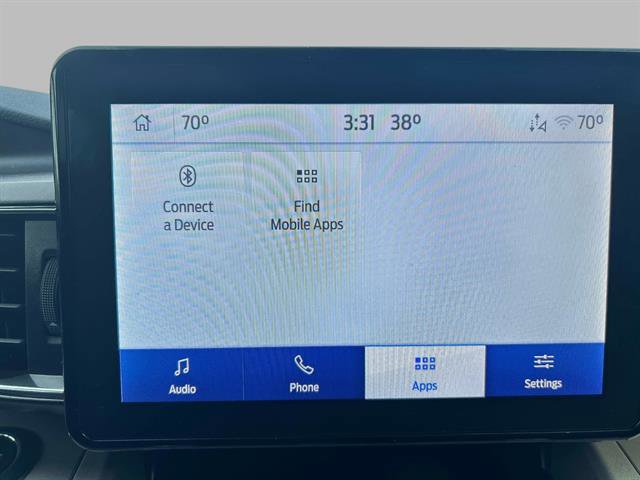 70° 3:31 38° 70°
Connect
a Device
Find
Mobile Apps
Audio Phone Apps Settings